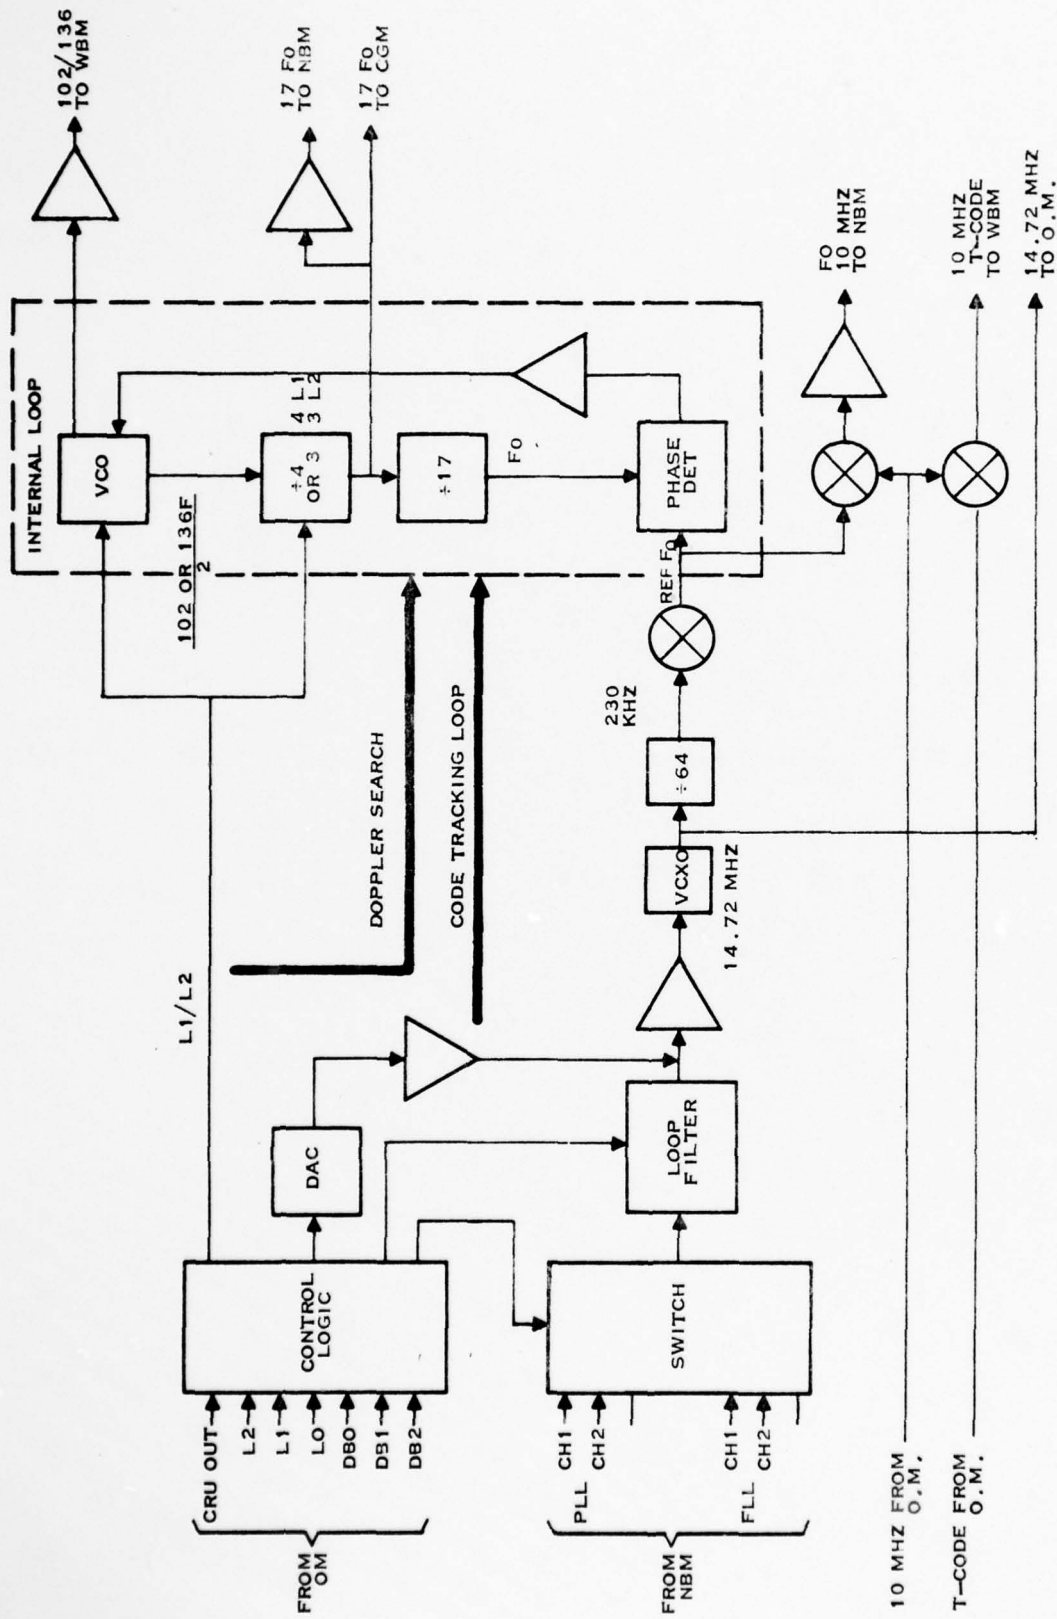 FROM
OM
CRU OUT
L2
L1
LO
DBO
DB1
DB2
CONTROL
LOGIC
DAC
L1/L2
DOPPLER SEARCH
CODE TRACKING LOOP
INTERNAL LOOP
VCO
102 OR 136F
2
÷4
OR 3
4 L1
3 L2
÷17
FO
PHASE
DET
REF FO
102/136
TO WBM
17 FO
TO NBM
17 FO
TO CGM
FROM
NBM
PLL
CH1
CH2
FLL
CH1
CH2
SWITCH
LOOP
FILTER
VCXO
14.72 MHZ
÷64
230
KHZ
FO
10 MHZ
TO NBM
10 MHZ
T-CODE
TO WBM
14.72 MHZ
TO O.M.
10 MHZ FROM
O.M.
T-CODE FROM
O.M.